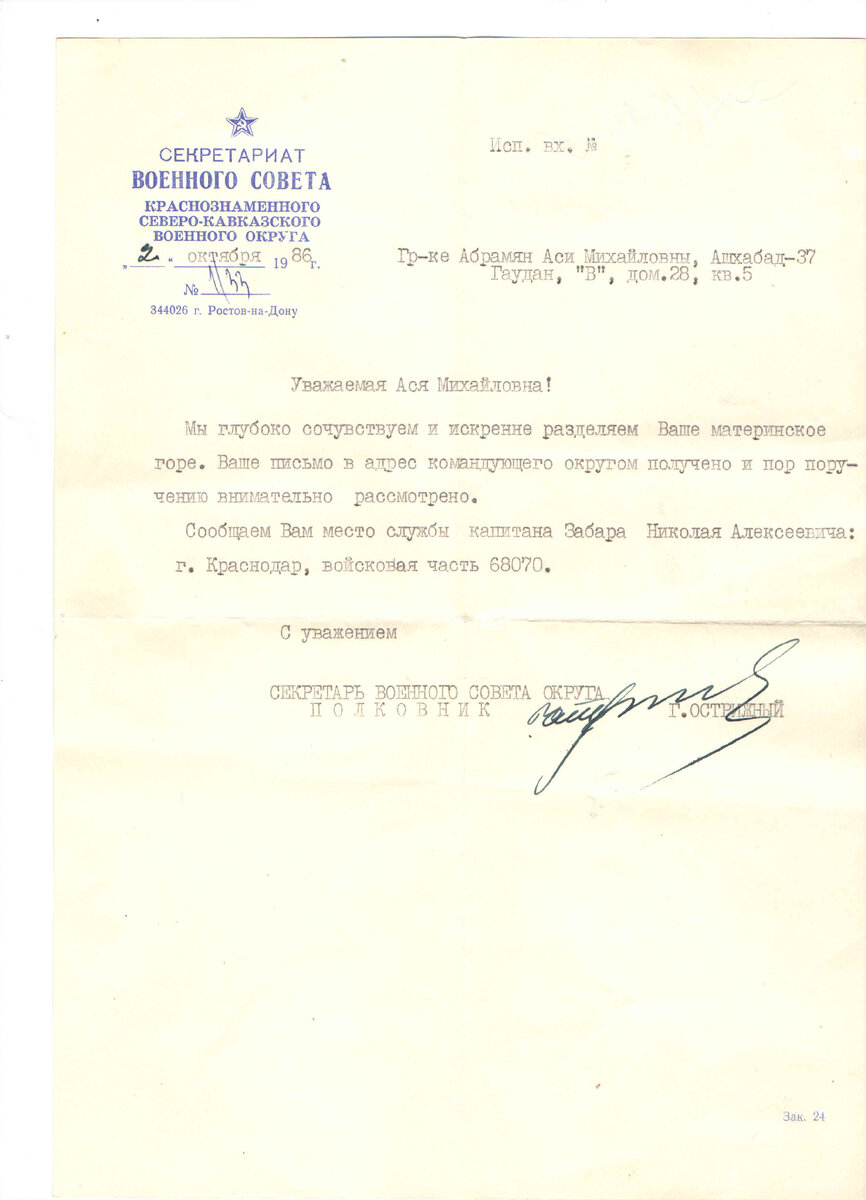 СЕКРЕТАРИАТ
ВОЕННОГО СОВЕТА
КРАСНОЗНАМЕННОГО
СЕВЕРО-КАВКАЗСКОГО
ВОЕННОГО ОКРУГА
„2“ октября 1986 г.
№
344026 г. Ростов-на-Дону
Исп. вх. №
Гр-ке Абрамян Аси Михайловны, Ашхабад-37
Гаудан, "В", дом.28, кв.5
Уважаемая Ася Михайловна!
Мы глубоко сочувствуем и искренне разделяем Ваше материнское
горе. Ваше письмо в адрес командующего округом получено и пор пору-
чению внимательно рассмотрено.
Сообщаем Вам место службы капитана Забара Николая Алексеевича:
г. Краснодар, войсковая часть 68070.
С уважением
СЕКРЕТАРЬ ВОЕННОГО СОВЕТА ОКРУГА
ПОЛКОВНИК Г.ОСТРИЖНЫЙ
Зак. 24